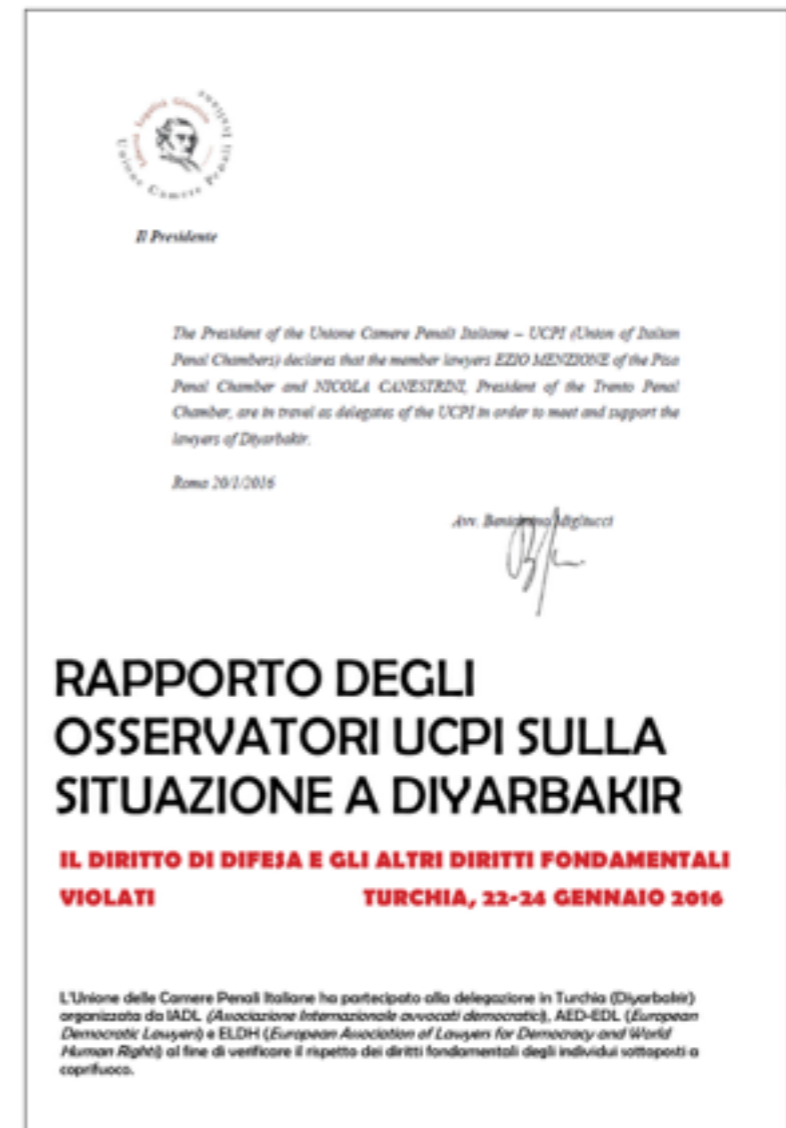 Unione Camere Penali Italiane
Il Presidente
The President of the Unione Camere Penali Italiane – UCPI (Union of Italian
Penal Chambers) declares that the member lawyers EZIO MENZIONE of the Pisa
Penal Chamber and NICOLA CANESTRINI, President of the Trento Penal
Chamber, are in travel as delegates of the UCPI in order to meet and support the
lawyers of Diyarbakir.
Roma 20/1/2016
Avv. Migliucci
RAPPORTO DEGLI
OSSERVATORI UCPI SULLA
SITUAZIONE A DIYARBAKIR
IL DIRITTO DI DIFESA E GLI ALTRI DIRITTI FONDAMENTALI
VIOLATI TURCHIA, 22-24 GENNAIO 2016
L'Unione delle Camere Penali Italiane ha partecipato alla delegazione in Turchia (Diyarbakir)
organizzata da IADL (Associazione Internazionale avvocati democratici), AED-EDL (European
Democratic Lawyers) e ELDH (European Association of Lawyers for Democracy and World
Human Rights) al fine di verificare il rispetto dei diritti fondamentali degli individui sottoposti a
coprifuoco.